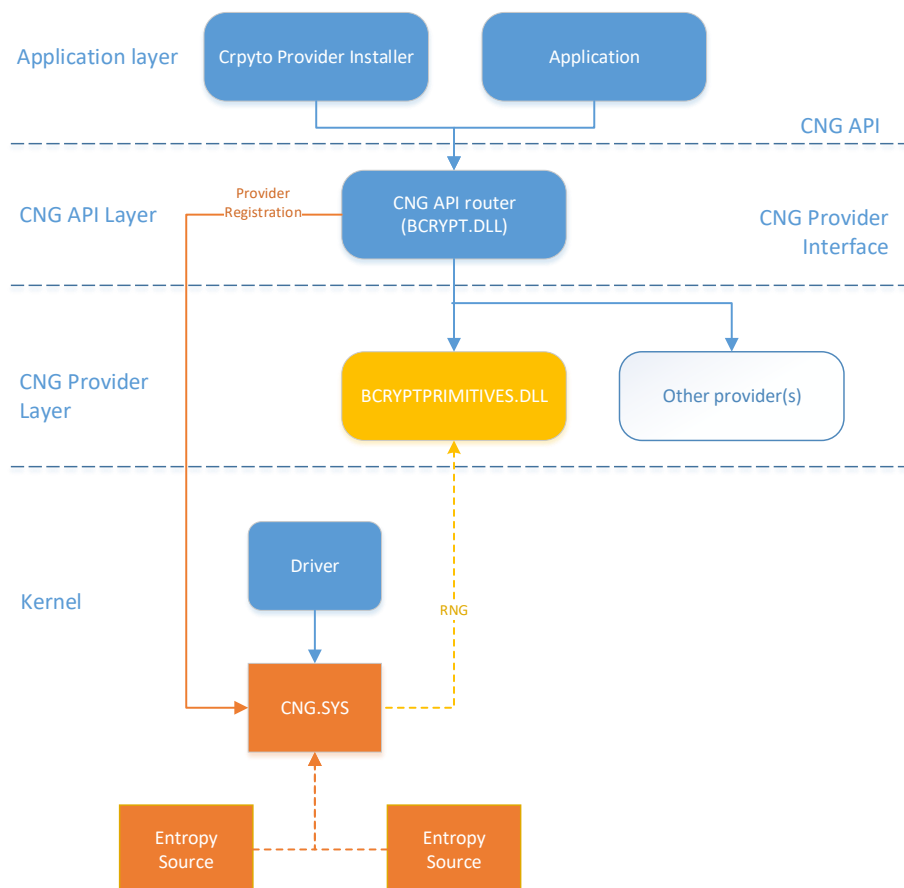 Application layer
Crpyto Provider Installer
Application
CNG API
CNG API Layer
Provider
Registration
CNG API router
(BCRYPT.DLL)
CNG Provider
Interface
CNG Provider
Layer
BCRYPTPRIMITIVES.DLL
Other provider(s)
Kernel
Driver
RNG
CNG.SYS
Entropy
Source
Entropy
Source